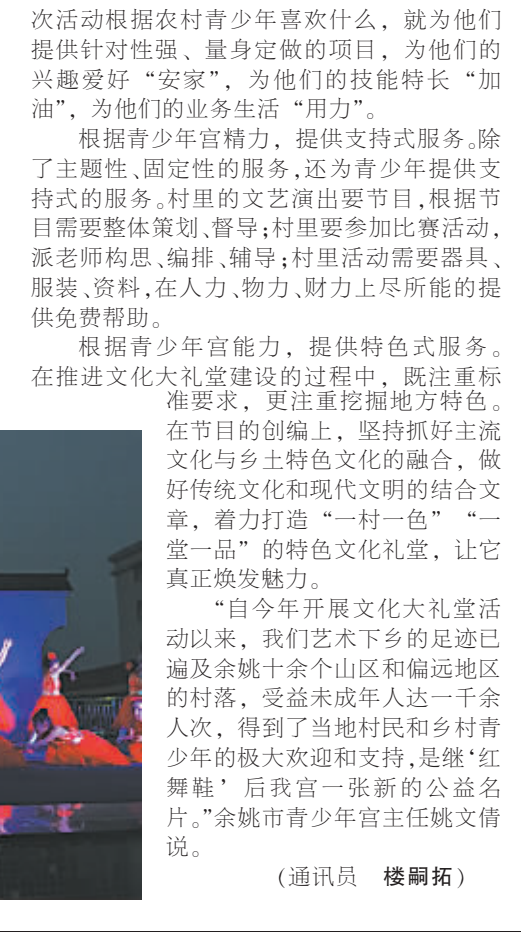 次活动根据农村青少年喜欢什么，就为他们
提供针对性强、量身定做的项目，为他们的
兴趣爱好“安家”，为他们的技能特长“加
油”，为他们的业务生活“用力”。
根据青少年宫精力，提供支持式服务。除
了主题性、固定性的服务，还为青少年提供支
持式的服务。村里的文艺演出要节目，根据节
目需要整体策划、督导；村里要参加比赛活动，
派老师构思、编排、辅导；村里活动需要器具、
服装、资料，在人力、物力、财力上尽所能的提
供免费帮助。
根据青少年宫能力，提供特色式服务。
在推进文化大礼堂建设的过程中，既注重标
准要求，更注重挖掘地方特色。
在节目的创编上，坚持抓好主流
文化与乡土特色文化的融合，做
好传统文化和现代文明的结合文
章，着力打造“一村一色”“一
堂一品”的特色文化礼堂，让它
真正焕发魅力。
“自今年开展文化大礼堂活
动以来，我们艺术下乡的足迹已
遍及余姚十余个山区和偏远地区
的村落，受益未成年人达一千余
人次，得到了当地村民和乡村青
少年的极大欢迎和支持，是继‘红
舞鞋’后我宫一张新的公益名
片。”余姚市青少年宫主任姚文倩
说。
（通讯员　楼嗣拓）